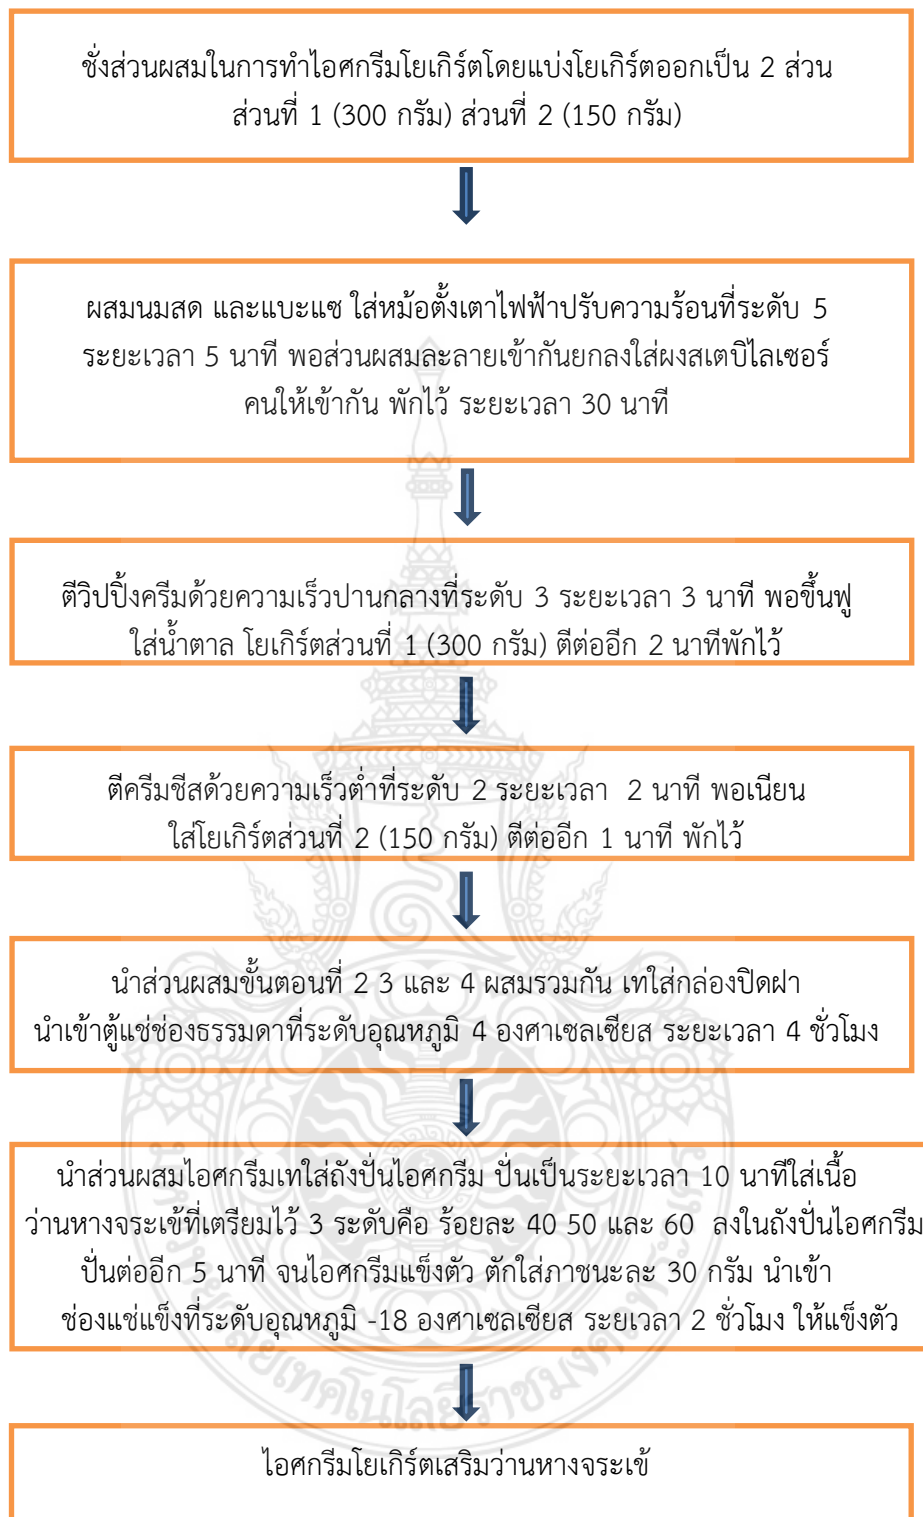 ชั่งส่วนผสมในการทำไอศกรีมโยเกิร์ตโดยแบ่งโยเกิร์ตออกเป็น 2 ส่วน
ส่วนที่ 1 (300 กรัม) ส่วนที่ 2 (150 กรัม)
ผสมนมสด และแบะแซ ใส่หม้อตั้งเตาไฟฟ้าปรับความร้อนที่ระดับ 5
ระยะเวลา 5 นาที พอส่วนผสมละลายเข้ากันยกลงใส่ผงสเตบิไลเซอร์
คนให้เข้ากัน พักไว้ ระยะเวลา 30 นาที
ตีวิปปิ้งครีมด้วยความเร็วปานกลางที่ระดับ 3 ระยะเวลา 3 นาที พอขึ้นฟู
ใส่น้ำตาล โยเกิร์ตส่วนที่ 1 (300 กรัม) ตีต่ออีก 2 นาทีพักไว้
ตีครีมชีสด้วยความเร็วต่ำที่ระดับ 2 ระยะเวลา 2 นาที พอเนียน
ใส่โยเกิร์ตส่วนที่ 2 (150 กรัม) ตีต่ออีก 1 นาที พักไว้
นำส่วนผสมขั้นตอนที่ 2 3 และ 4 ผสมรวมกัน เทใส่กล่องปิดฝา
นำเข้าตู้แช่ช่องธรรมดาที่ระดับอุณหภูมิ 4 องศาเซลเซียส ระยะเวลา 4 ชั่วโมง
นำส่วนผสมไอศกรีมเทใส่ถังปั่นไอศกรีม ปั่นเป็นระยะเวลา 10 นาทีใส่เนื้อ
ว่านหางจระเข้ที่เตรียมไว้ 3 ระดับคือ ร้อยละ 40 50 และ 60 ลงในถังปั่นไอศกรีม
ปั่นต่ออีก 5 นาที จนไอศกรีมแข็งตัว ตักใส่ภาชนะละ 30 กรัม นำเข้า
ช่องแช่แข็งที่ระดับอุณหภูมิ -18 องศาเซลเซียส ระยเวลา 2 ชั่วโมง ให้แข็งตัว
ไอศกรีมโยเกิร์ตเสริมว่านหางจระเข้